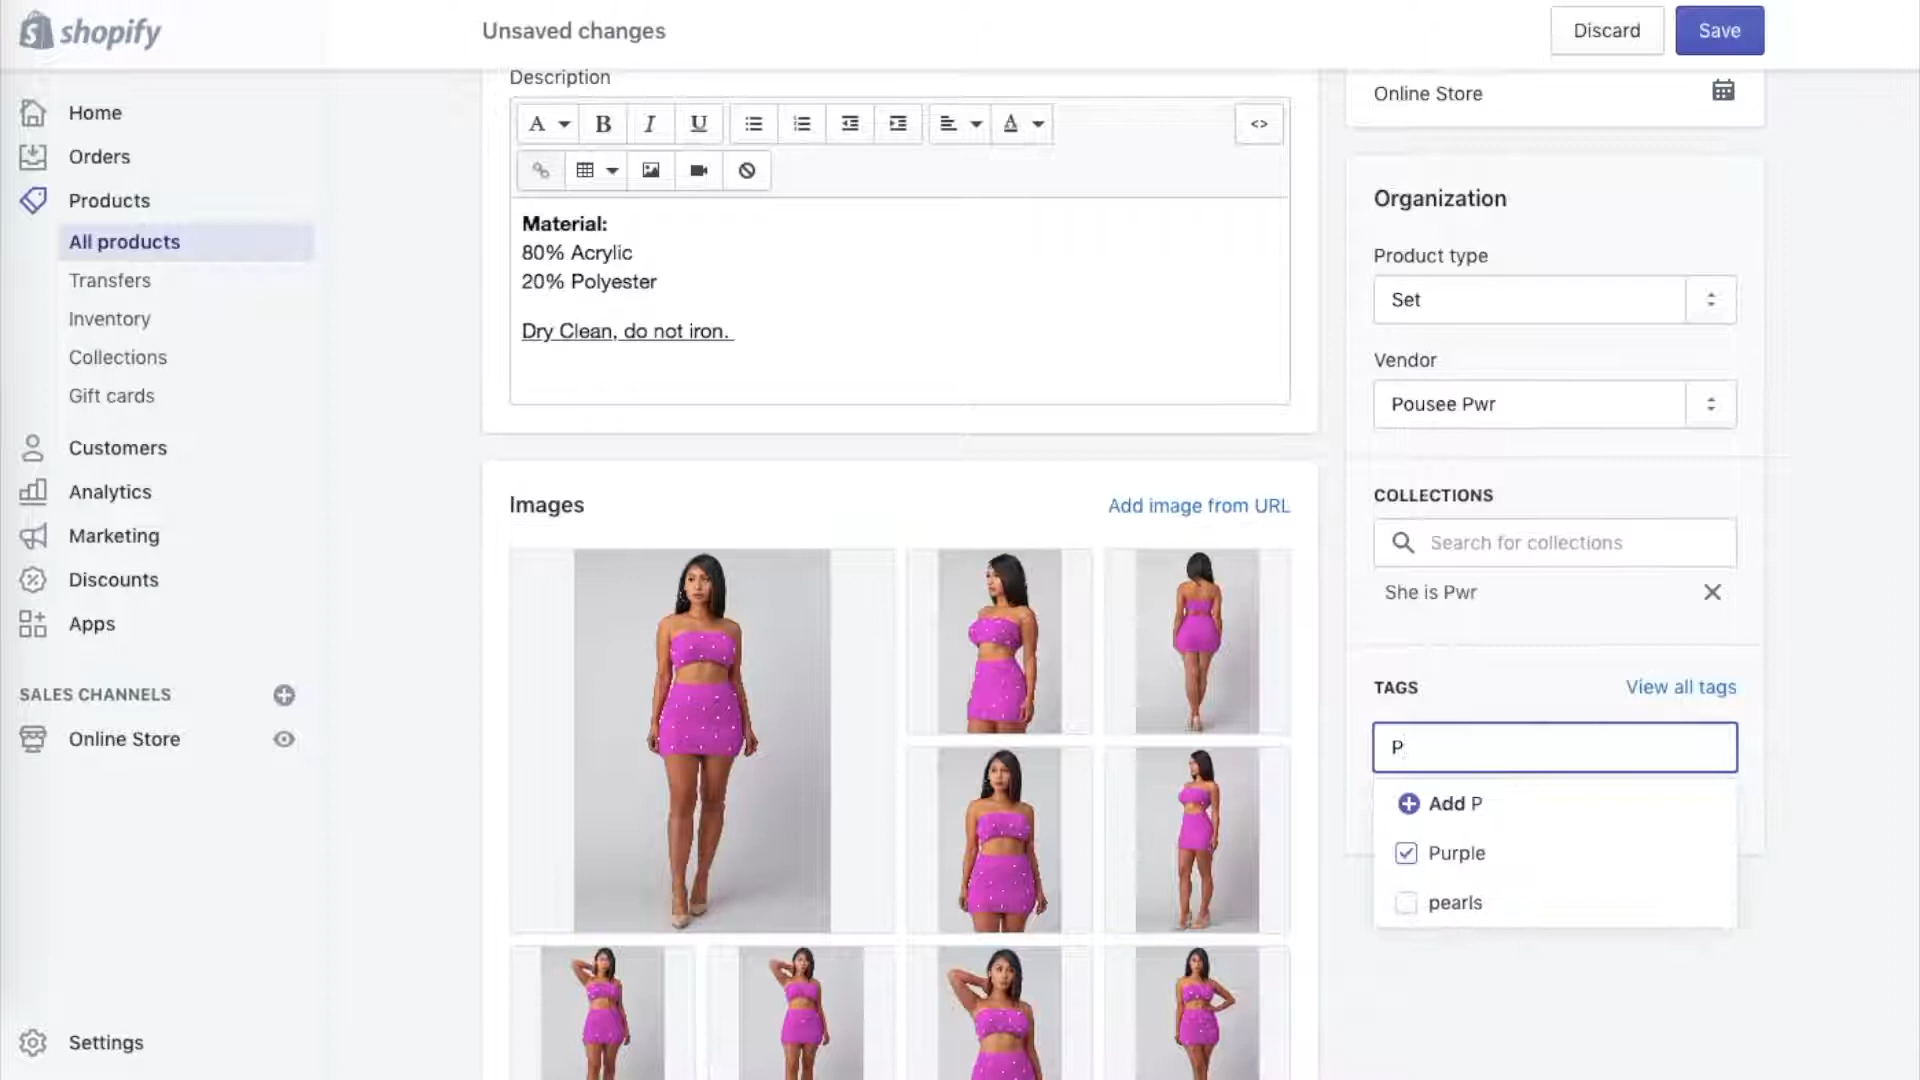 shopify
Unsaved changes
Discard
Save
Home
Orders
Products
All products
Transfers
Inventory
Collections
Gift cards
Customers
Analytics
Marketing
Discounts
Apps
SALES CHANNELS
Online Store
Settings
Description
A B I U A <>
Material:
80% Acrylic
20% Polyester
Dry Clean, do not iron.
Images
Add image from URL
Online Store
Organization
Product type
Set
Vendor
Pousee Pwr
COLLECTIONS
Search for collections
She is Pwr
TAGS
View all tags
P
Add P
Purple
pearls